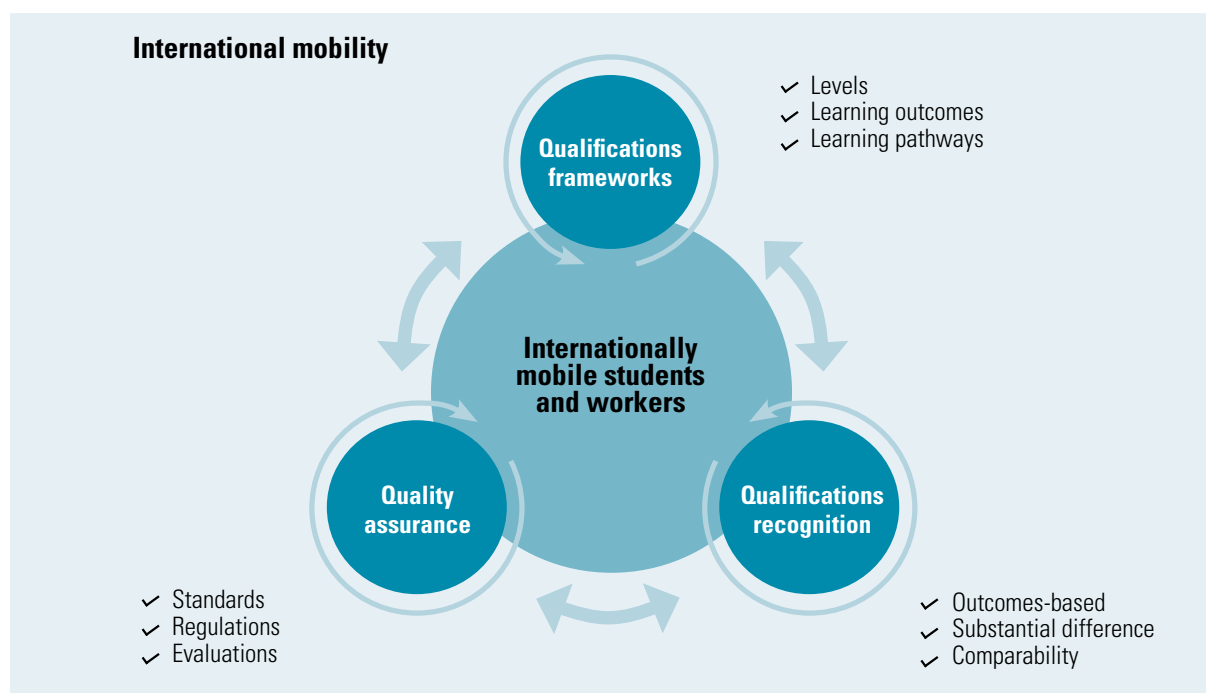 International mobility
Levels
Learning outcomes
Learning pathways
Qualifications
frameworks
Internationally
mobile students
and workers
Quality
assurance
Qualifications
recognition
Standards
Regulations
Evaluations
Outcomes-based
Substantial difference
Comparability